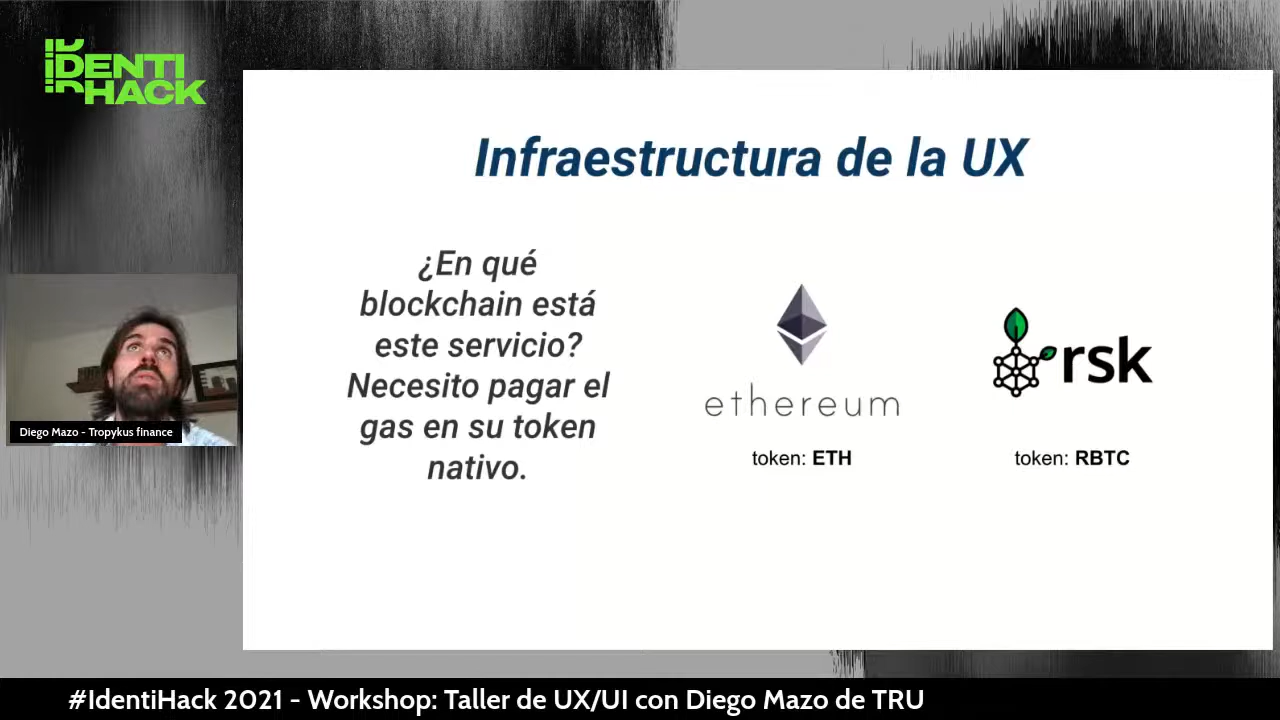 IDENTI
HACK
Infraestructura de la UX
¿En qué
blockchain está
este servicio?
Necesito pagar el
gas en su token
nativo.
ethereum
token: ETH
rsk
token: RBTC
Diego Mazo - Tropykus finance
#IdentiHack 2021 - Workshop: Taller de UX/UI con Diego Mazo de TRU